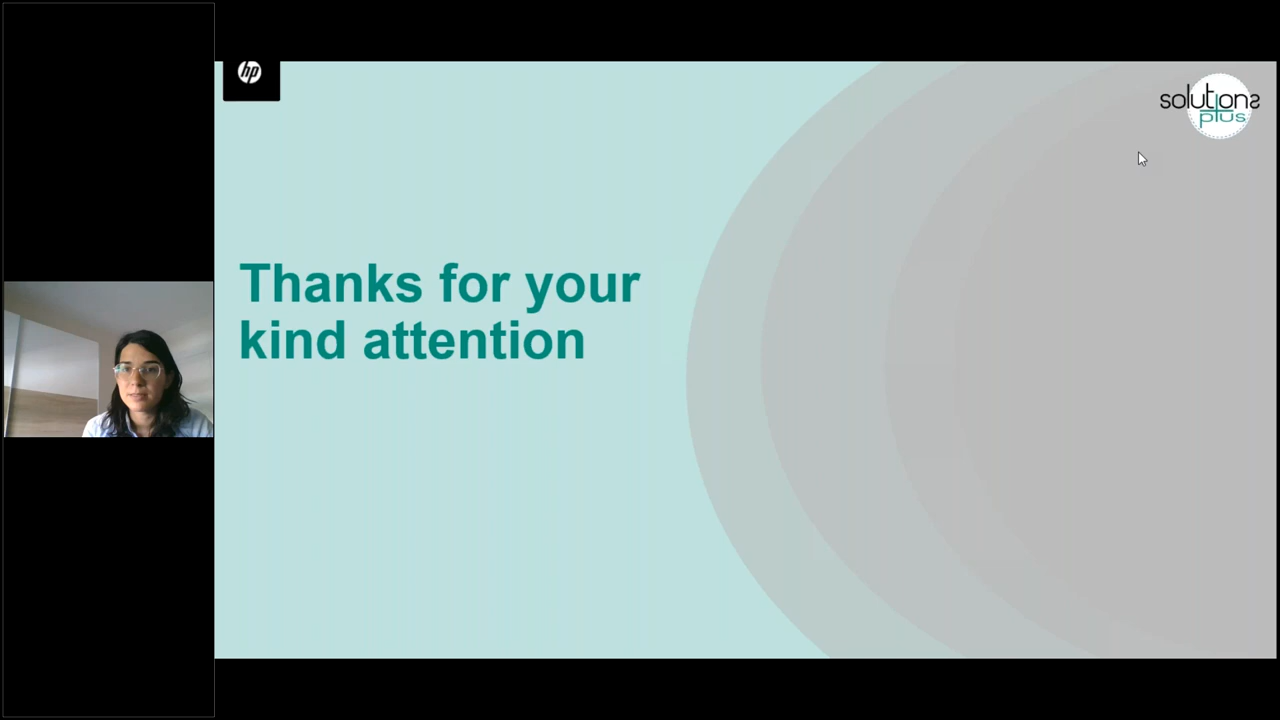 hp
solutions
plus
Thanks for your
kind attention